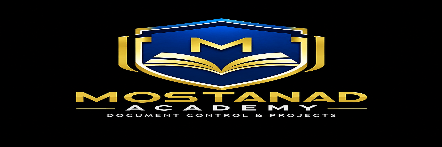 M
MOSTANAD
ACADEMY
DOCUMENT CONTROL & PROJECTS